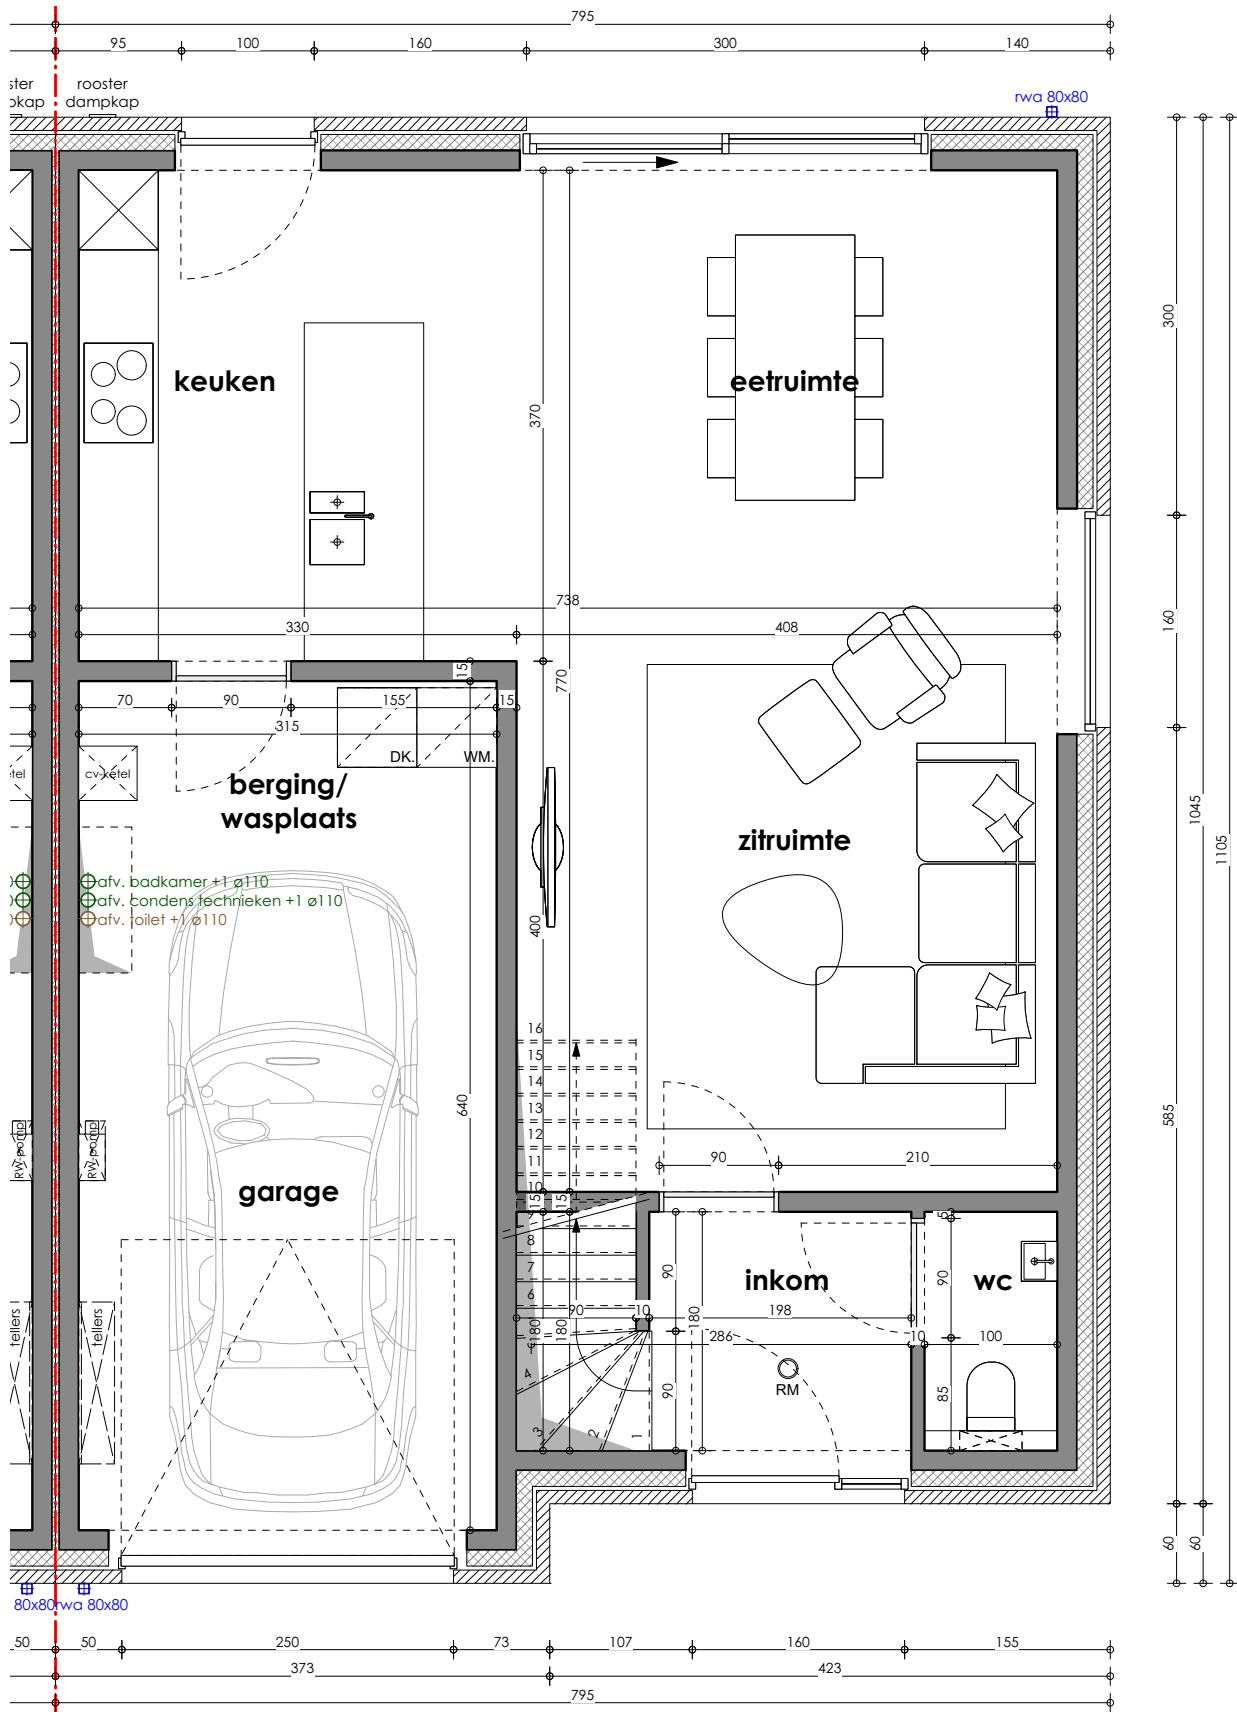 795
95 100 160 300 140
ster
okap
rooster
dampkap
rwa 80x80
300
keuken
eetruimte
370
738
330 408
160
15
770
70 90 155 15
315
DK. WM.
cv-ketel
berging/
wasplaats
zitruimte
1045
1105
afv. badkamer +1 ø110
afv. condens technieken +1 ø110
afv. toilet +1 ø110
400
16
15
14
13
12
11
10
9
8
7
6
4
3
2
1
640
585
RW-pomp
RW-pomp
90 210
garage
15 15
15
90
inkom
90
wc
90 10 198
180
180 180
286 10 100
tellers
tellers
90
RM
85
60 60
80x80
rwa 80x80
50 50 250 73 107 160 155
373 423
795